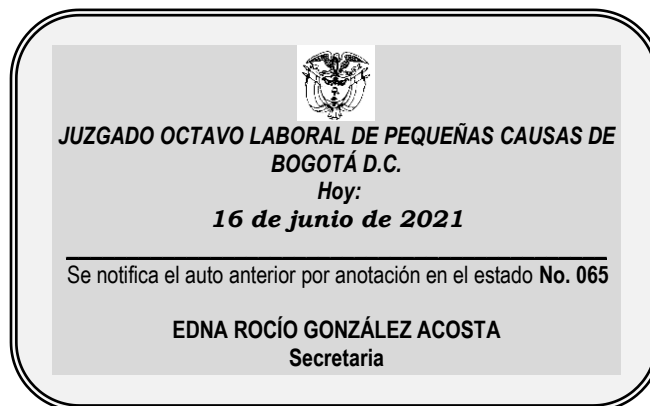 JUZGADO OCTAVO LABORAL DE PEQUEÑAS CAUSAS DE
BOGOTÁ D.C.
Hoy:
16 de junio de 2021
Se notifica el auto anterior por anotación en el estado No. 065
EDNA ROCÍO GONZÁLEZ ACOSTA
Secretaria